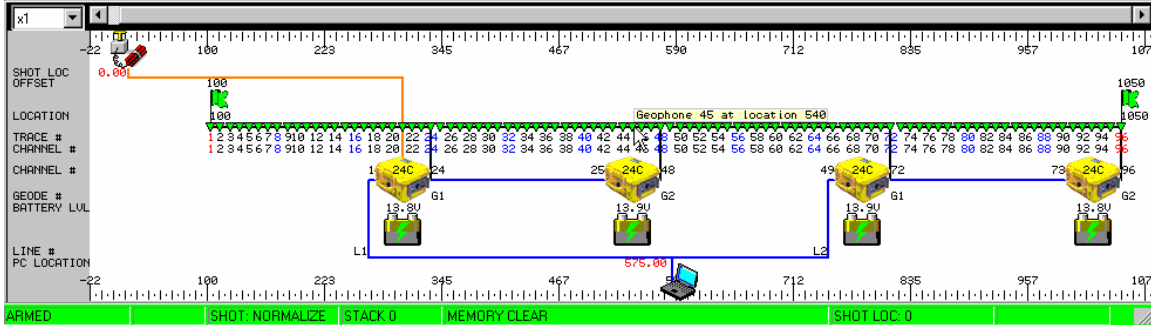 x1
-22 100 223 345 467 590 712 835 957 107
SHOT LOC 0.00
OFFSET
100 1050
LOCATION 100 Geophone 45 at location 540 1050
TRACE # 1 2 3 4 5 6 7 8 9 10 12 14 16 18 20 22 24 26 28 30 32 34 36 38 40 42 44 46 48 50 52 54 56 58 60 62 64 66 68 70 72 74 76 78 80 82 84 86 88 90 92 94 96
CHANNEL # 1 2 3 4 5 6 7 8 9 10 12 14 16 18 20 22 24 26 28 30 32 34 36 38 40 42 44 46 48 50 52 54 56 58 60 62 64 66 68 70 72 74 76 78 80 82 84 86 88 90 92 94 96
CHANNEL # 1 24C 24 25 24C 48 49 24C 72 73 24C 96
GEODE # G1 G2 G1 G2
BATTERY LVL 13.8V 13.9V 13.9V 13.8V
LINE # L1 L2
PC LOCATION 575.00
-22 100 223 345 467 712 835 957 107
ARMED SHOT: NORMALIZE STACK 0 MEMORY CLEAR SHOT LOC: 0